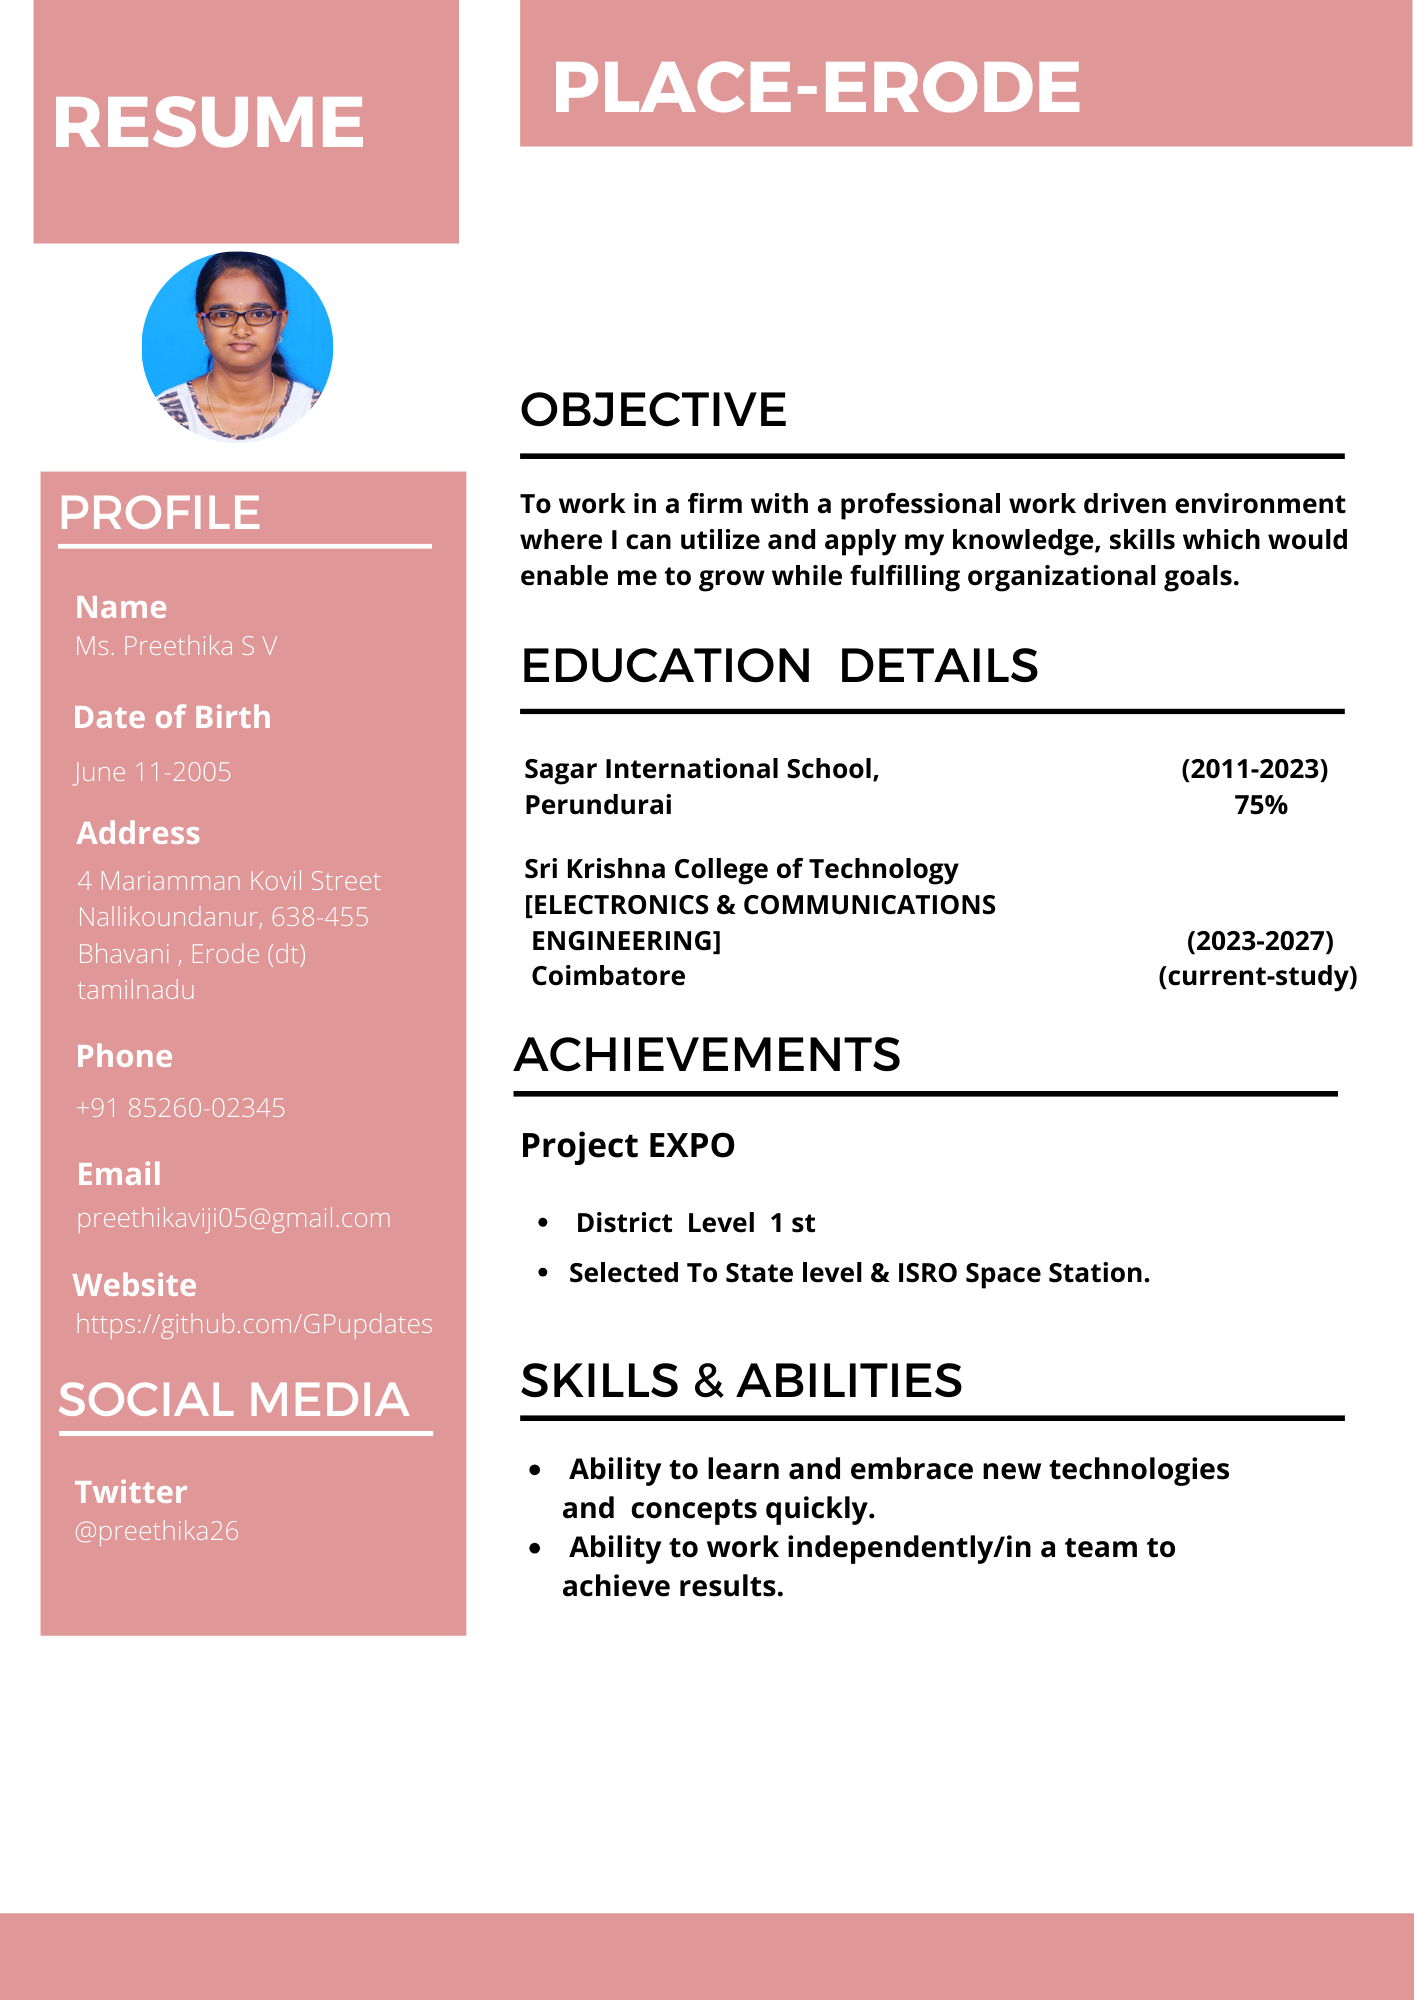 RESUME
PLACE-ERODE
PROFILE
Name
Ms. Preethika S V
Date of Birth
June 11-2005
Address
4 Mariamman Kovil Street
Nallikoundanur, 638-455
Bhavani , Erode (dt)
tamilnadu
Phone
+91 85260-02345
Email
preethikaviji05@gmail.com
Website
https://github.com/GPupdates
SOCIAL MEDIA
Twitter
@preethika26
OBJECTIVE
To work in a firm with a professional work driven environment
where I can utilize and apply my knowledge, skills which would
enable me to grow while fulfilling organizational goals.
EDUCATION  DETAILS
Sagar International School, (2011-2023)
Perundurai 75%
Sri Krishna College of Technology
[ELECTRONICS & COMMUNICATIONS
ENGINEERING] (2023-2027)
Coimbatore (current-study)
ACHIEVEMENTS
Project EXPO
• District  Level  1 st
• Selected To State level & ISRO Space Station.
SKILLS & ABILITIES
• Ability to learn and embrace new technologies
and  concepts quickly.
• Ability to work independently/in a team to
achieve results.